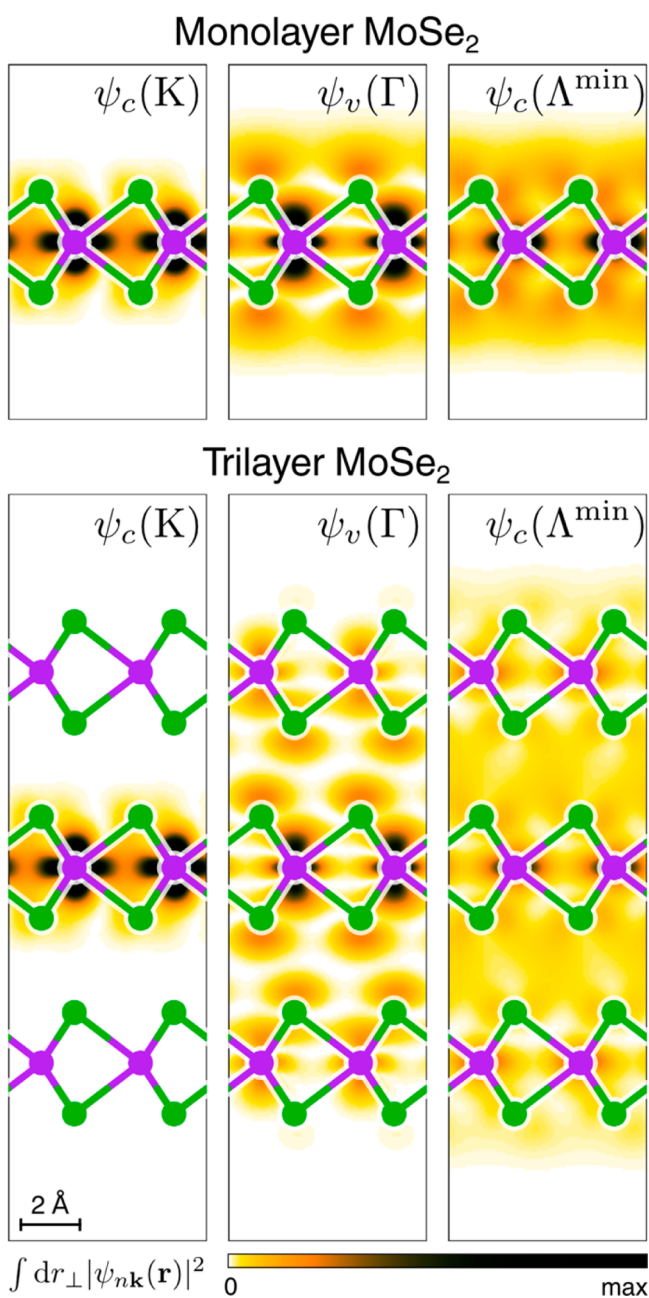 Monolayer MoSe₂
ψ_c(K) ψ_v(Γ) ψ_c(Λ^min)
Trilayer MoSe₂
ψ_c(K) ψ_v(Γ) ψ_c(Λ^min)
2 Å
∫ dr_⊥|ψ_n𝐤(𝐫)|² 0 max